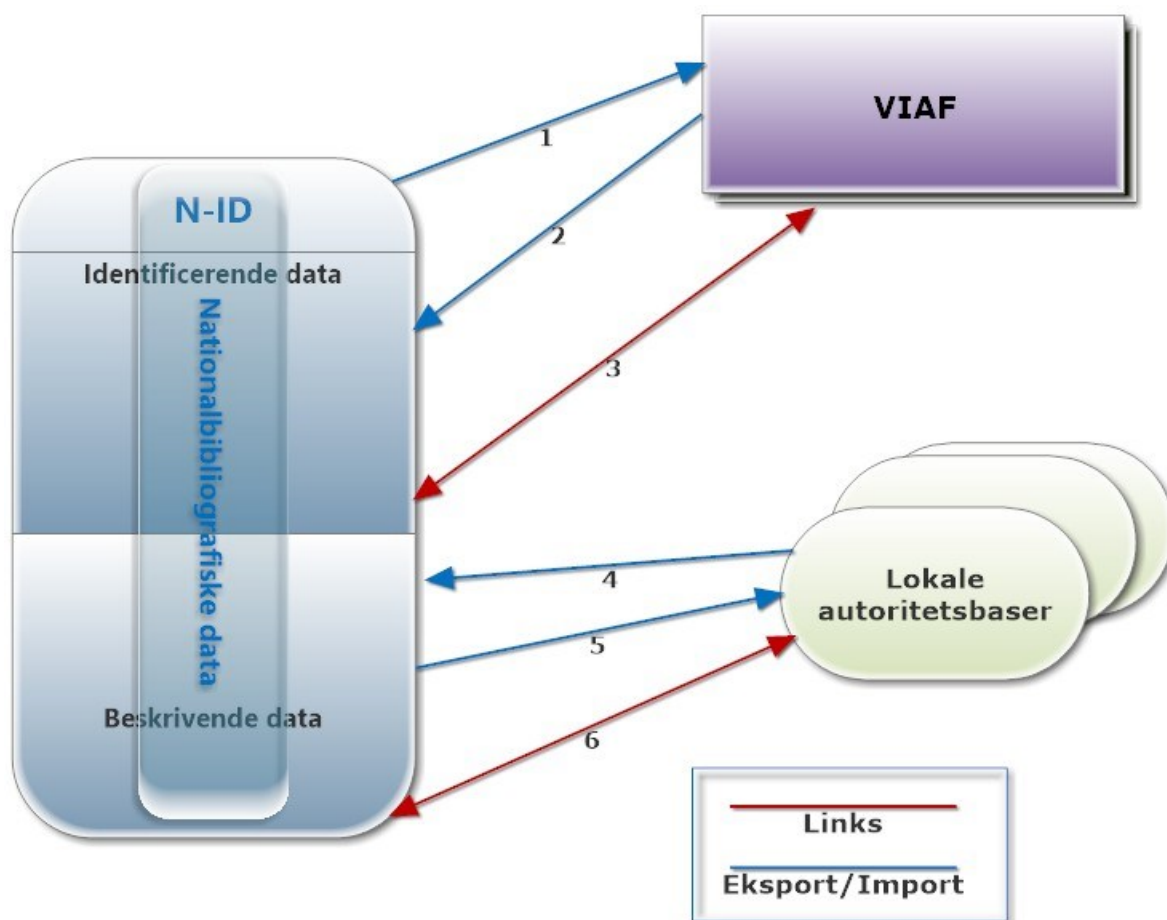 VIAF
1
2
3
N-ID
Identificerende data
Nationalbibliografiske data
Beskrivende data
4
5
6
Lokale
autoritetsbaser
Links
Eksport/Import